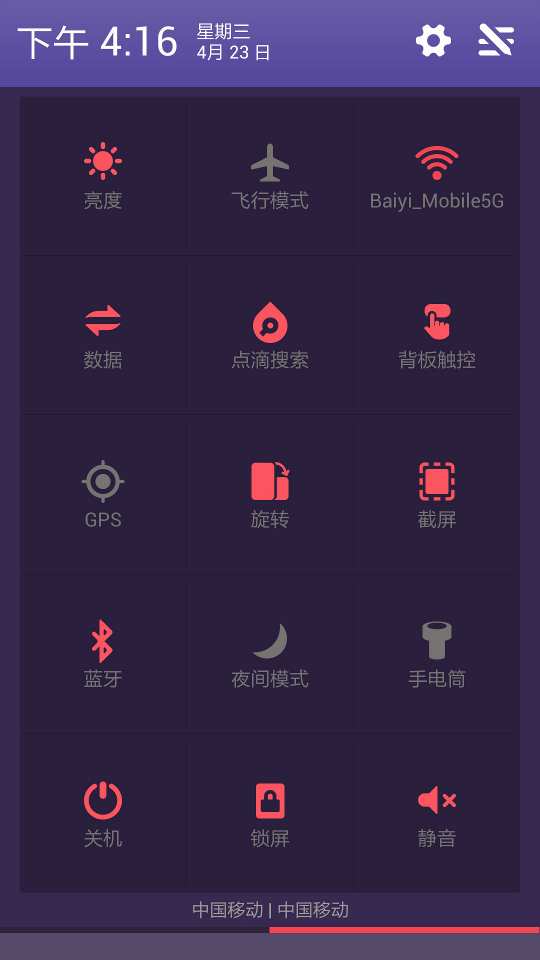 下午 4:16
星期三
4月 23 日
亮度
飞行模式
Baiyi_Mobile5G
数据
点滴搜索
背板触控
GPS
旋转
截屏
蓝牙
夜间模式
手电筒
关机
锁屏
静音
中国移动 | 中国移动